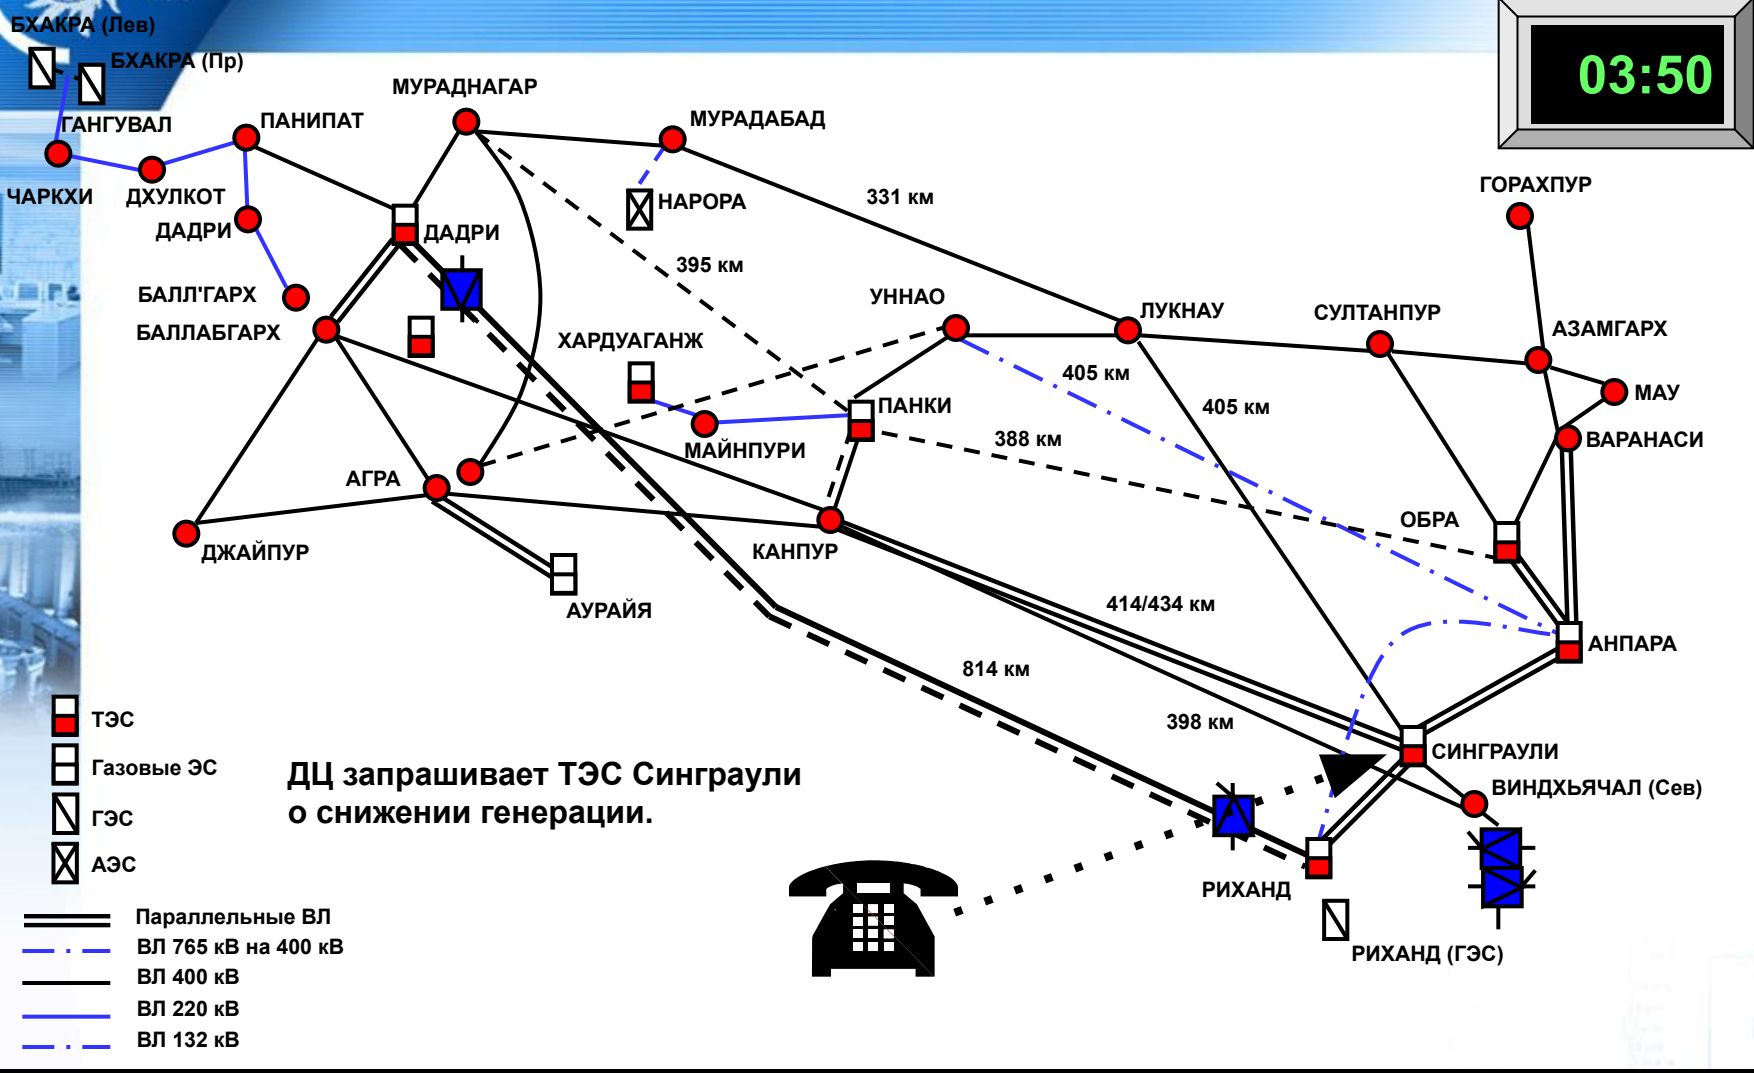 БХАКРА (Лев)
БХАКРА (Пр)
03:50
МУРАДНАГАР
МУРАДАБАД
ГАНГУВАЛ
ПАНИПАТ
ГОРАХПУР
ЧАРКХИ
ДХУЛКОТ
НАРОРА
331 км
ДАДРИ
ДАДРИ
395 км
БАЛЛ'ГАРХ
УННАО
ЛУКНАУ
СУЛТАНПУР
БАЛЛАБГАРХ
ХАРДУАГАНЖ
АЗАМГАРХ
405 км
МАУ
ПАНКИ
405 км
388 км
МАЙНПУРИ
ВАРАНАСИ
АГРА
ОБРА
ДЖАЙПУР
КАНПУР
АУРАЙЯ
414/434 км
АНПАРА
814 км
398 км
СИНГРАУЛИ
ВИНДХЬЯЧАЛ (Сев)
РИХАНД
РИХАНД (ГЭС)
ДЦ запрашивает ТЭС Синграули
о снижении генерации.
ТЭС
Газовые ЭС
ГЭС
АЭС
Параллельные ВЛ
ВЛ 765 кВ на 400 кВ
ВЛ 400 кВ
ВЛ 220 кВ
ВЛ 132 кВ